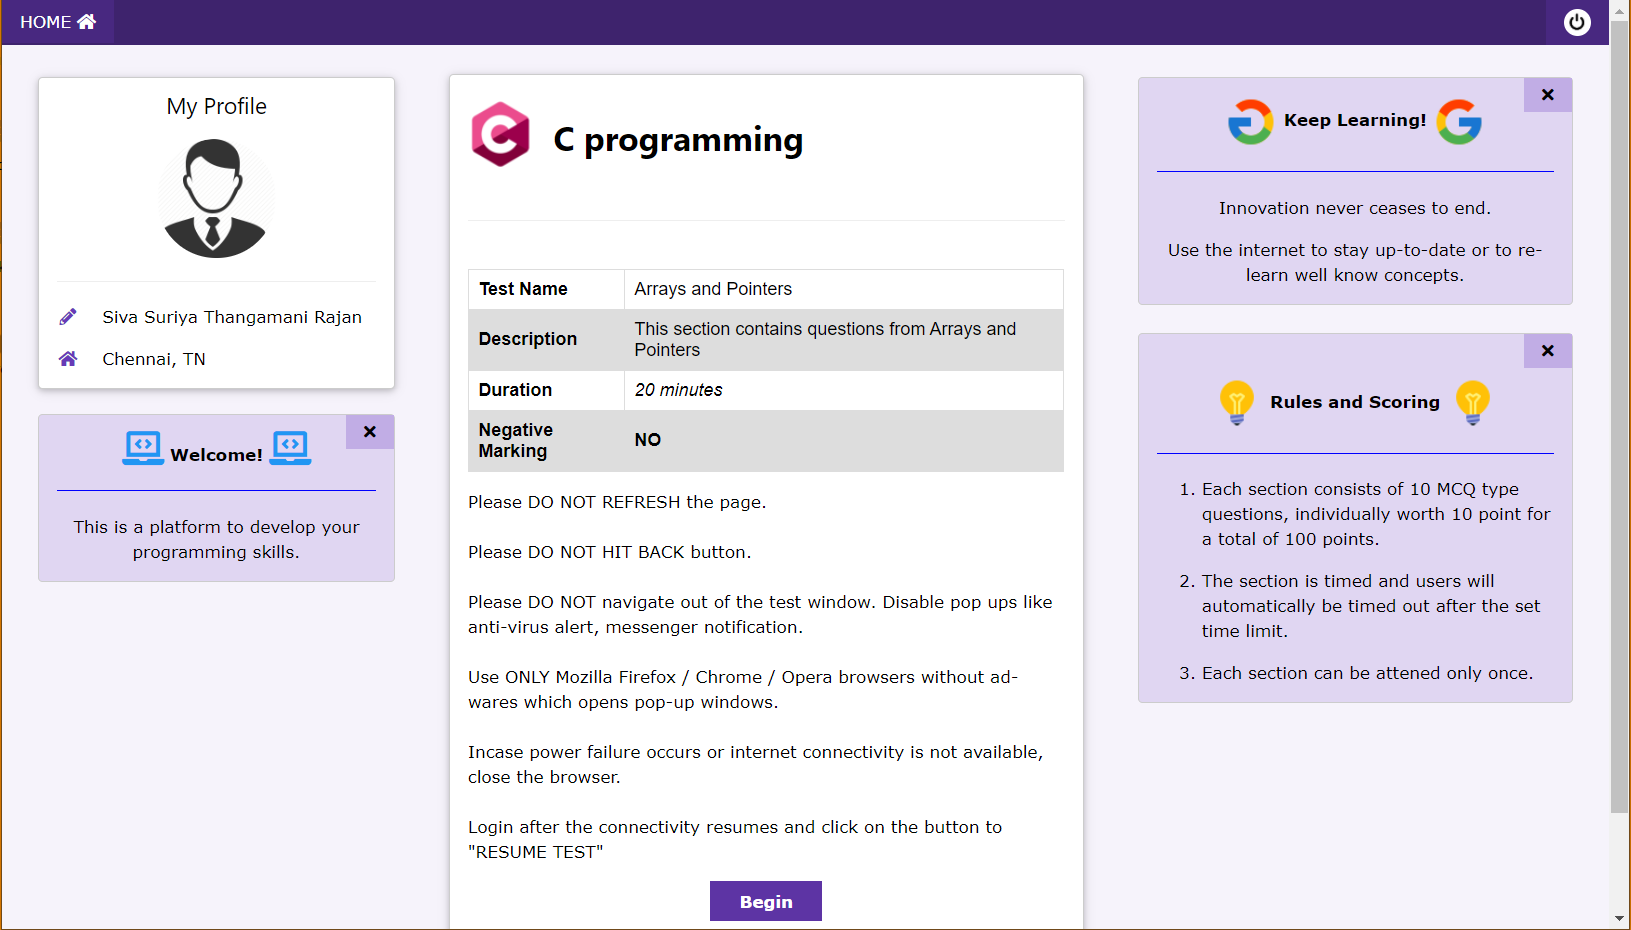 HOME
My Profile
Siva Suriya Thangamani Rajan
Chennai, TN
Welcome!
This is a platform to develop your
programming skills.
C programming
Test Name Arrays and Pointers
Description This section contains questions from Arrays and
Pointers
Duration 20 minutes
Negative
Marking NO
Please DO NOT REFRESH the page.
Please DO NOT HIT BACK button.
Please DO NOT navigate out of the test window. Disable pop ups like
anti-virus alert, messenger notification.
Use ONLY Mozilla Firefox / Chrome / Opera browsers without ad-
wares which opens pop-up windows.
Incase power failure occurs or internet connectivity is not available,
close the browser.
Login after the connectivity resumes and click on the button to
"RESUME TEST"
Begin
Keep Learning!
Innovation never ceases to end.
Use the internet to stay up-to-date or to re-
learn well know concepts.
Rules and Scoring
1. Each section consists of 10 MCQ type
questions, individually worth 10 point for
a total of 100 points.
2. The section is timed and users will
automatically be timed out after the set
time limit.
3. Each section can be attened only once.